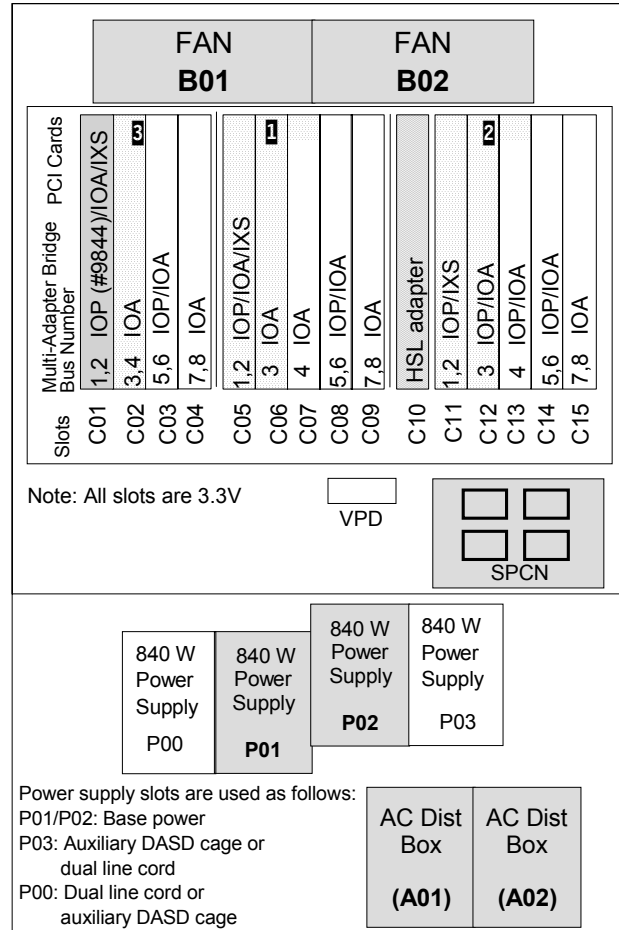 FAN
B01
FAN
B02
PCI Cards
Multi-Adapter Bridge
Bus Number
Slots
3
1
2
1,2 IOP (#9844)/IOA/IXS
3,4 IOA
5,6 IOP/IOA
7,8 IOA
1,2 IOP/IOA/IXS
3 IOA
4 IOA
5,6 IOP/IOA
7,8 IOA
HSL adapter
1,2 IOP/IXS
3 IOP/IOA
4 IOP/IOA
5,6 IOP/IOA
7,8 IOA
C01
C02
C03
C04
C05
C06
C07
C08
C09
C10
C11
C12
C13
C14
C15
Note: All slots are 3.3V
VPD
SPCN
840 W
Power
Supply
P00
840 W
Power
Supply
P01
840 W
Power
Supply
P02
840 W
Power
Supply
P03
Power supply slots are used as follows:
P01/P02: Base power
P03: Auxiliary DASD cage or
dual line cord
P00: Dual line cord or
auxiliary DASD cage
AC Dist
Box
(A01)
AC Dist
Box
(A02)